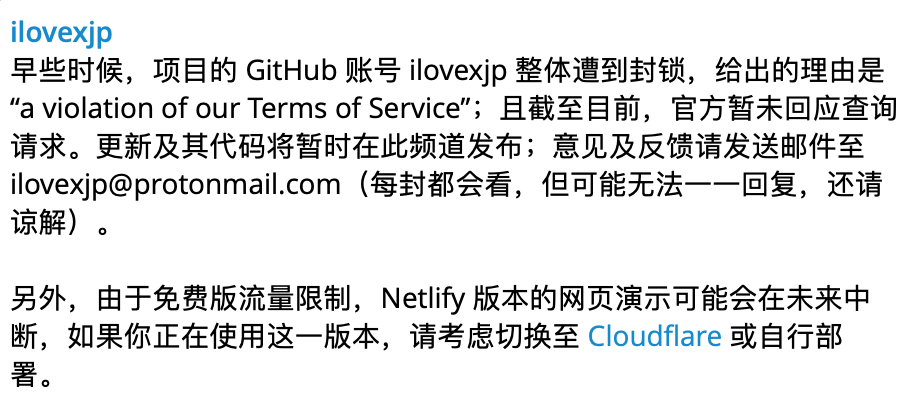 ilovexjp
早些时候，项目的 GitHub 账号 ilovexjp 整体遭到封锁，给出的理由是
“a violation of our Terms of Service”；且截至目前，官方暂未回应查询
请求。更新及其代码将暂时在此频道发布；意见及反馈请发送邮件至
ilovexjp@protonmail.com（每封都会看，但可能无法一一回复，还请
谅解）。
另外，由于免费版流量限制，Netlify 版本的网页演示可能会在未来中
断，如果你正在使用这一版本，请考虑切换至 Cloudflare 或自行部
署。